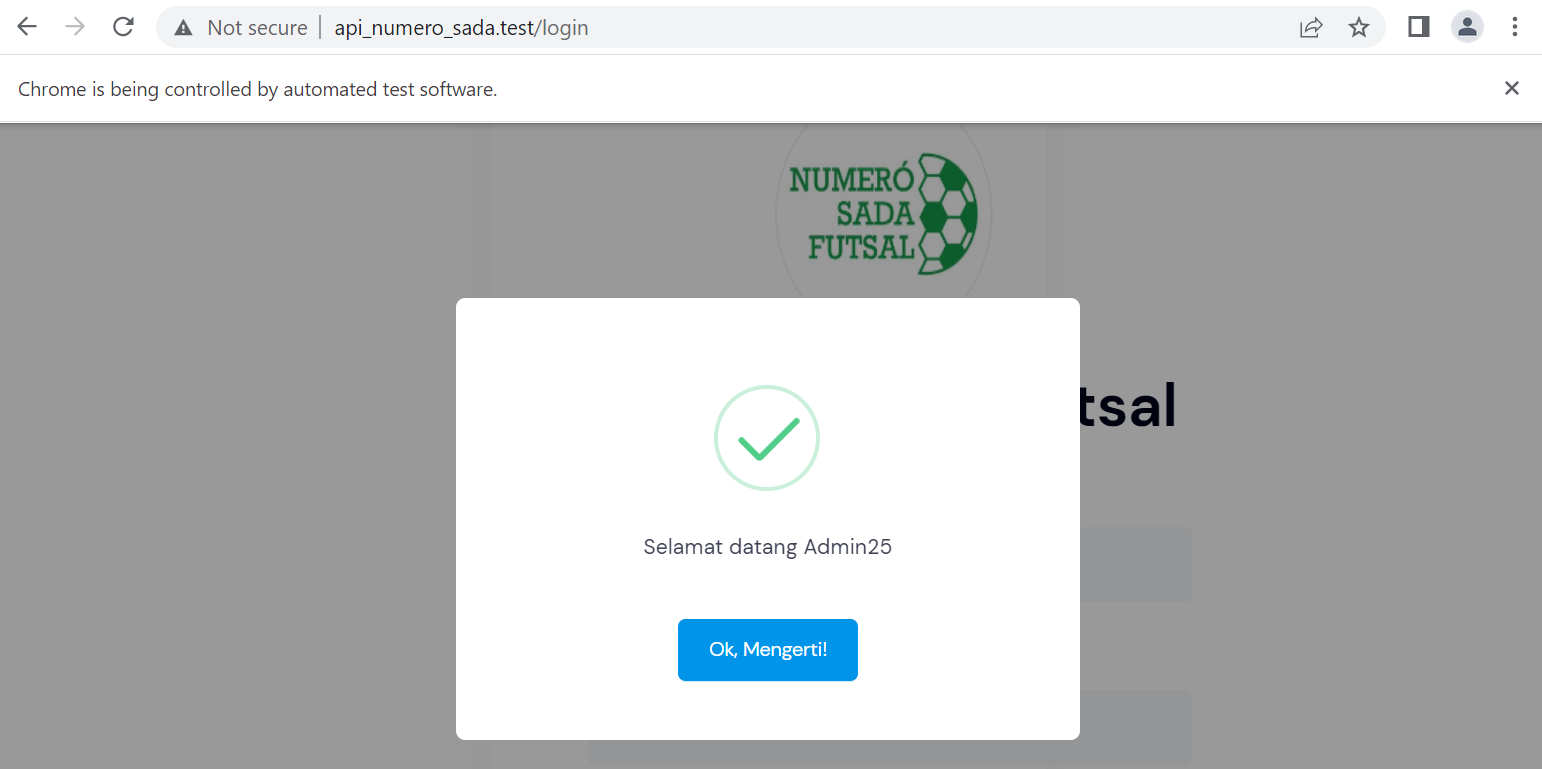 Not secure | api_numero_sada.test/login
Chrome is being controlled by automated test software.
NUMERÓ
SADA
FUTSAL
tsal
Selamat datang Admin25
Ok, Mengerti!